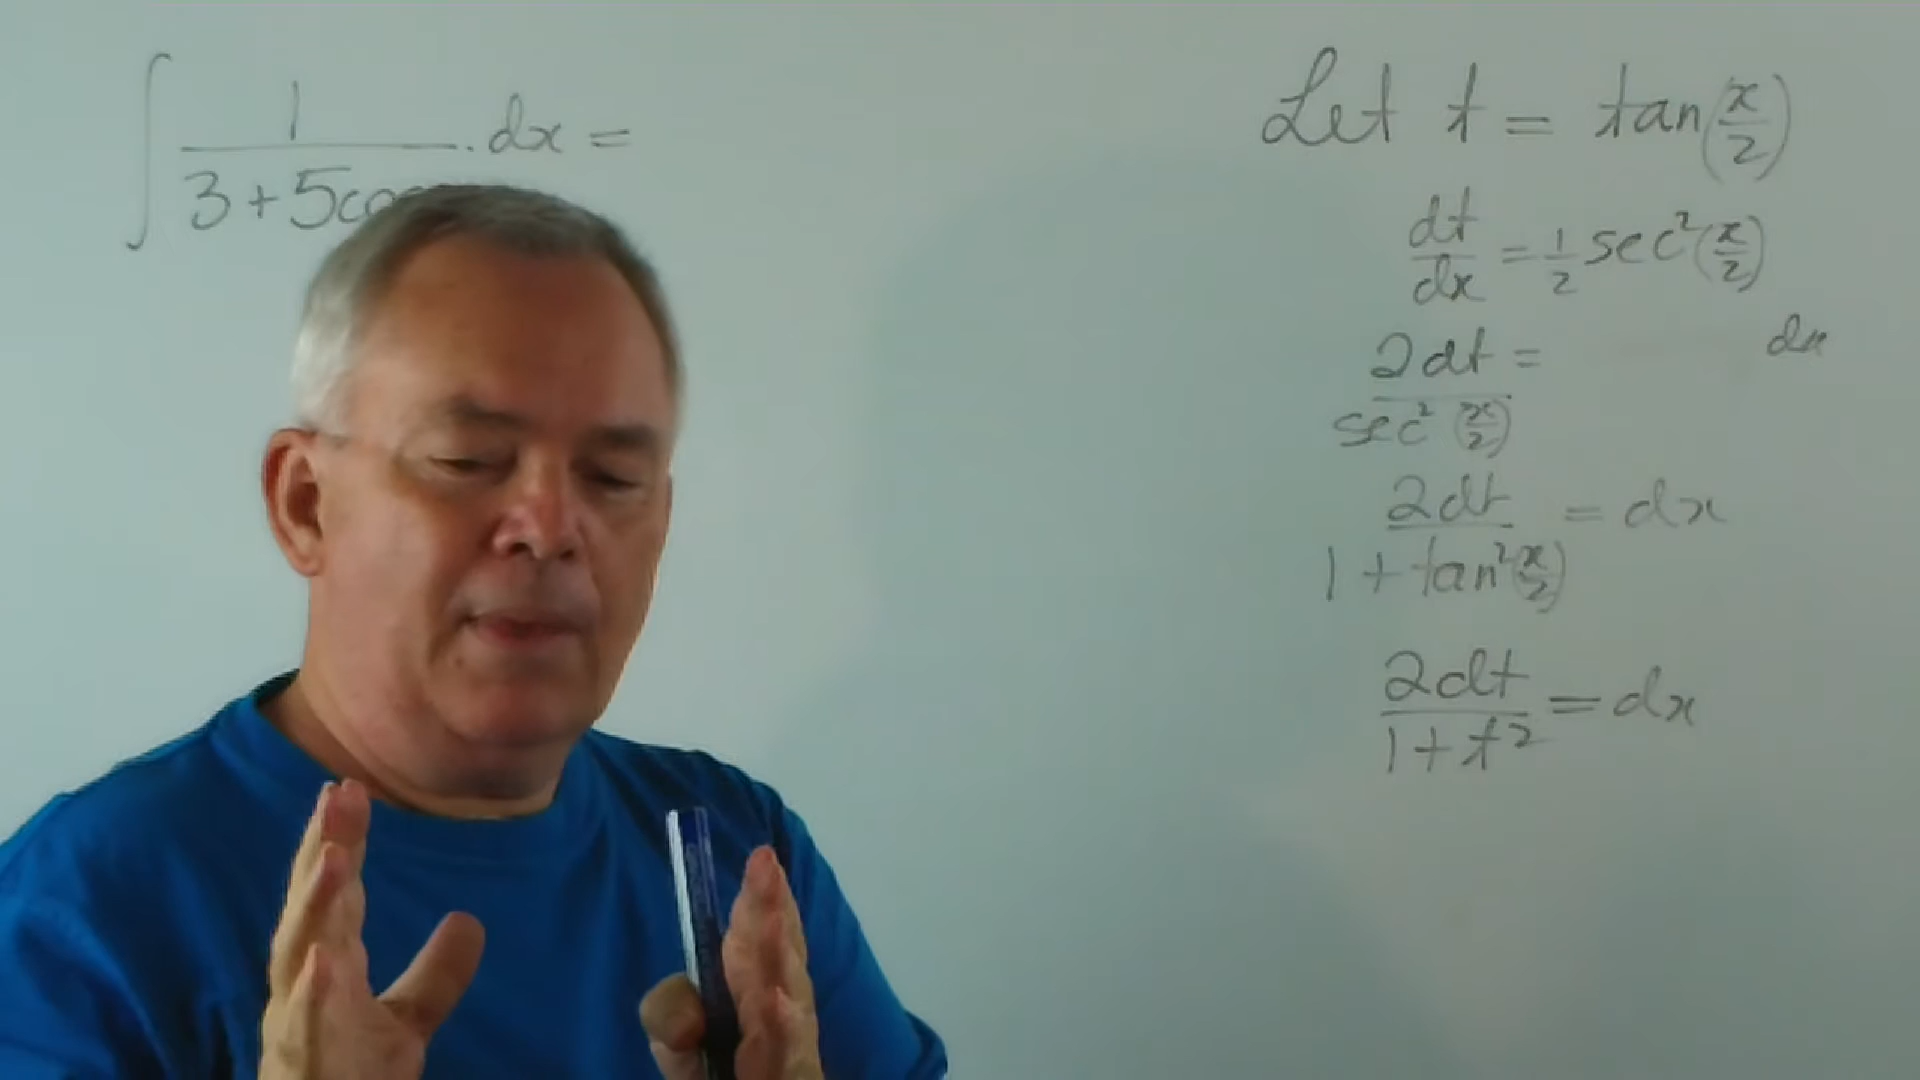 ∫ 1/(3+5co . dx =
Let t = tan(x/2)
dt/dx = 1/2 sec²(x/2)
2dt/sec²(x/2) = dx
2dt/1+tan²(x/2) = dx
2dt/1+t² = dx